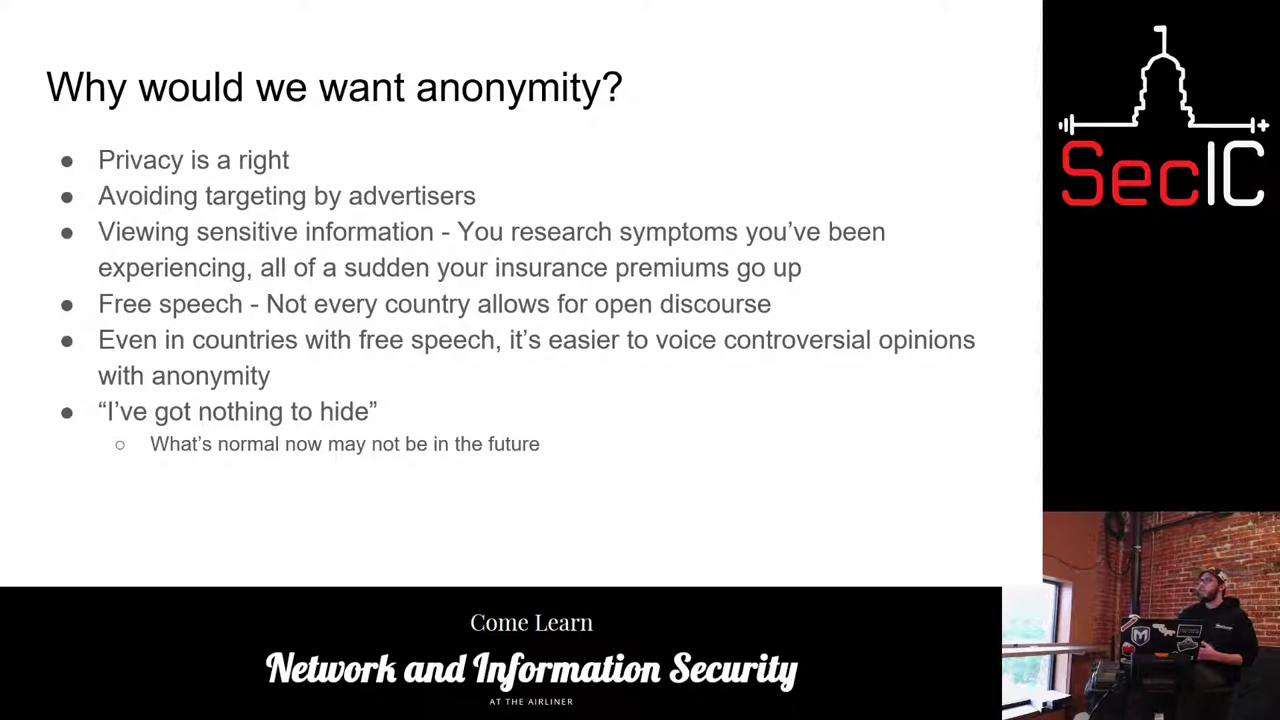 Why would we want anonymity?
● Privacy is a right
● Avoiding targeting by advertisers
● Viewing sensitive information - You research symptoms you’ve been
experiencing, all of a sudden your insurance premiums go up
● Free speech - Not every country allows for open discourse
● Even in countries with free speech, it’s easier to voice controversial opinions
with anonymity
● “I’ve got nothing to hide”
○ What’s normal now may not be in the future
SecIC
Come Learn
Network and Information Security
AT THE AIRLINER